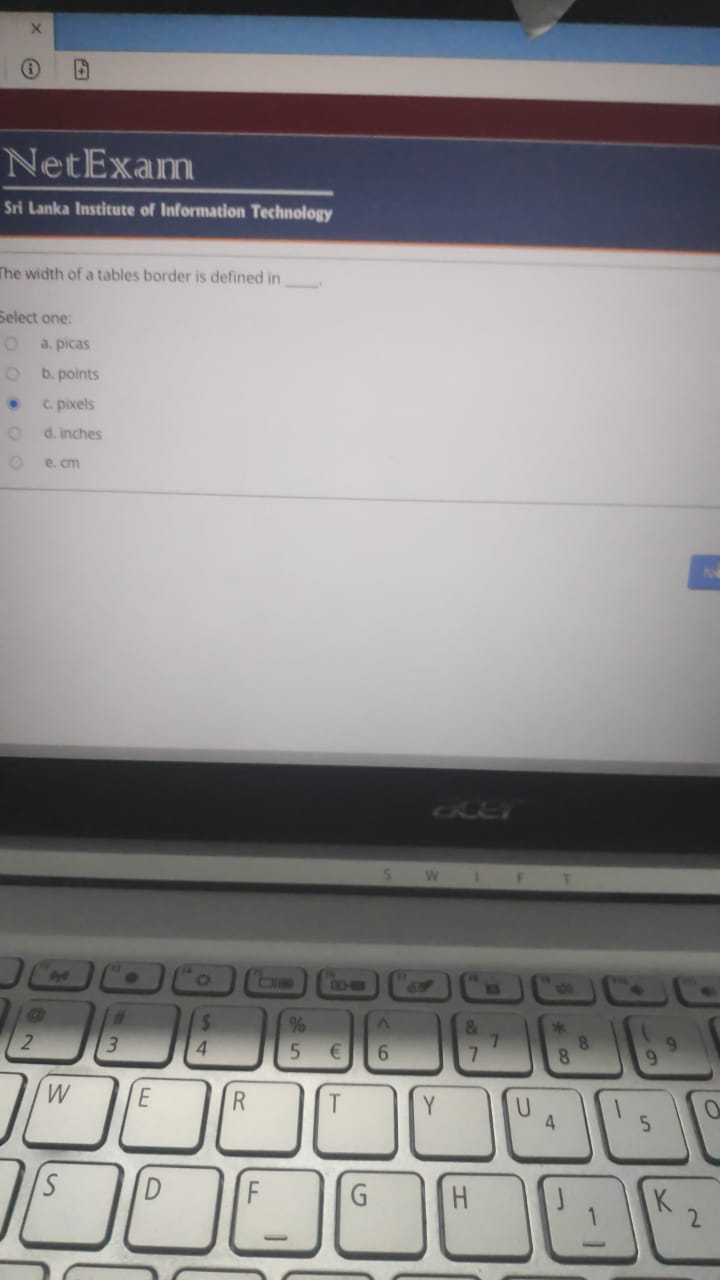 NetExam
Sri Lanka Institute of Information Technology
The width of a tables border is defined in ____.
Select one:
a. picas
b. points
c. pixels
d. inches
e. cm
acer
S W I F T
@ # $ % ^ & * (
2 3 4 5 € 6 7 7 8 8 9 9
W E R T Y U 4 I 5 O
S D F G H J 1 K 2